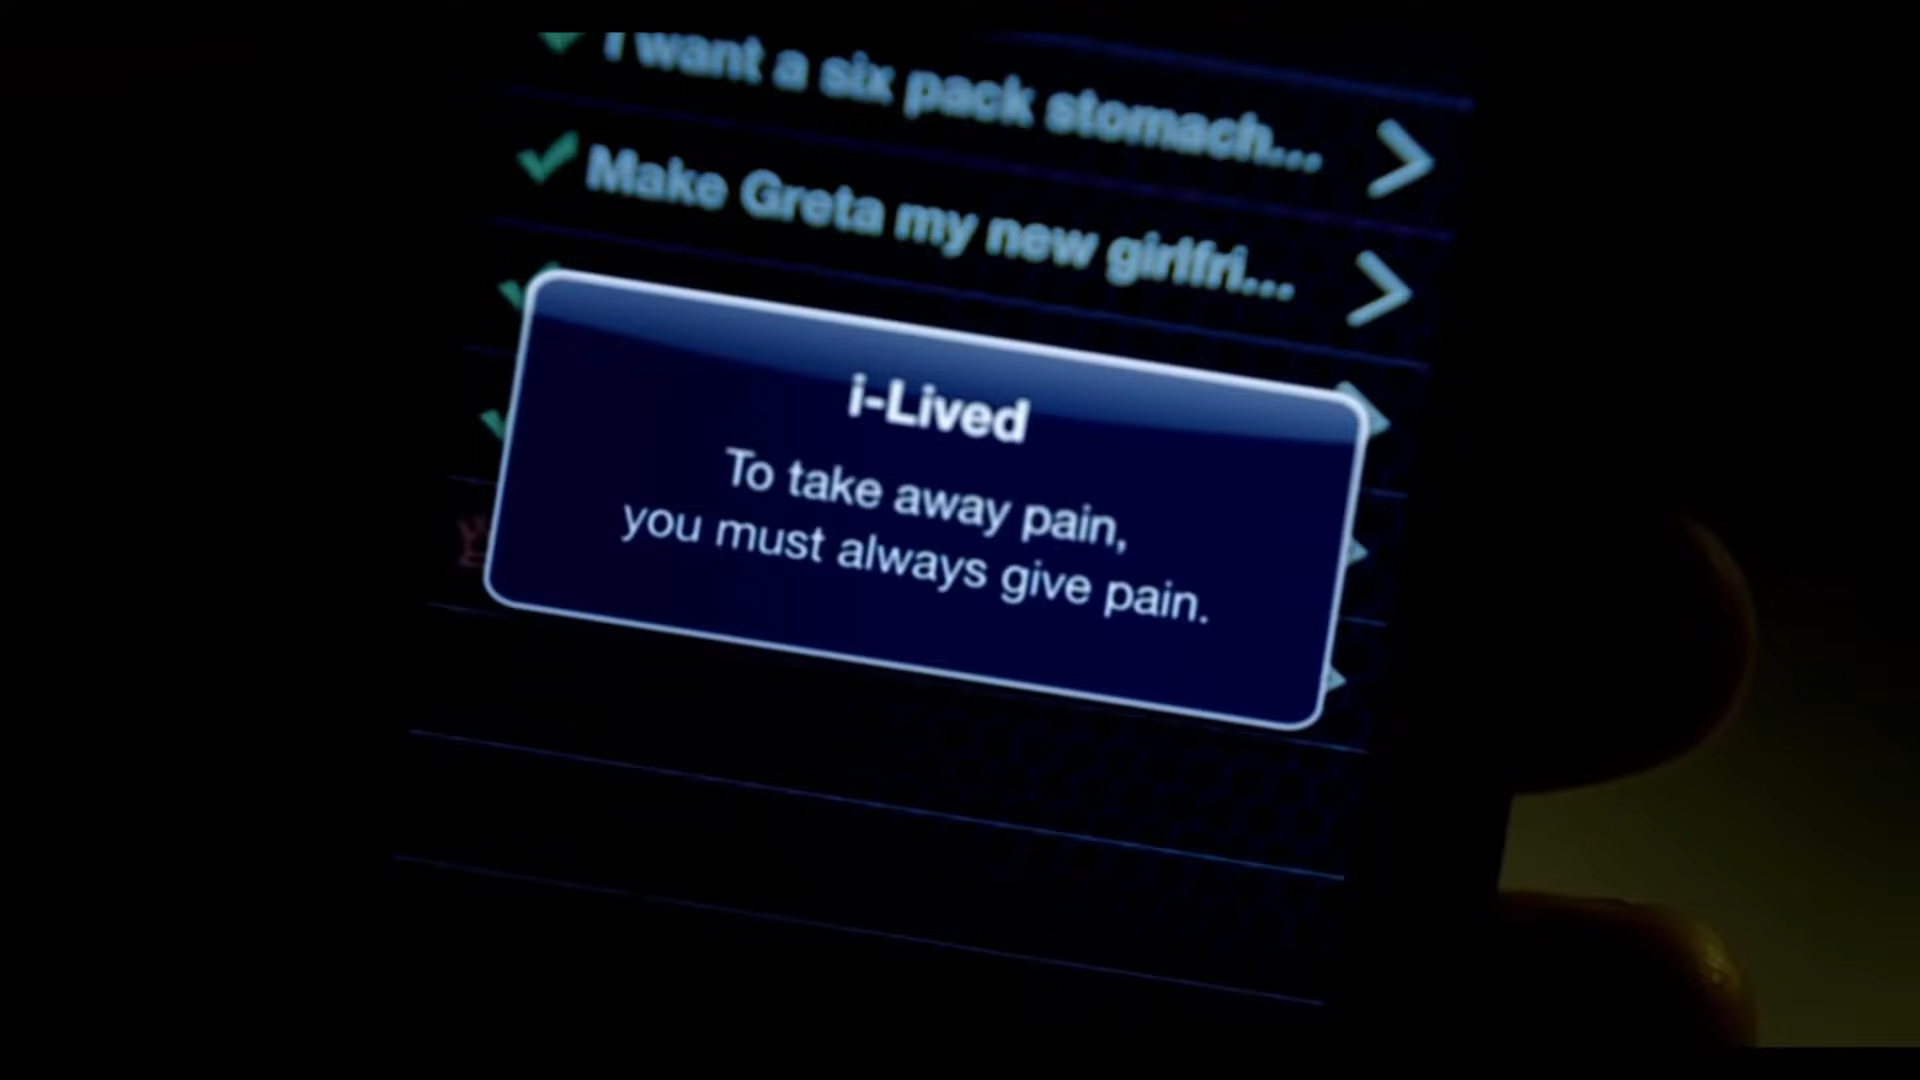 I want a six pack stomach...
Make Greta my new girlfri...
i-Lived
To take away pain,
you must always give pain.